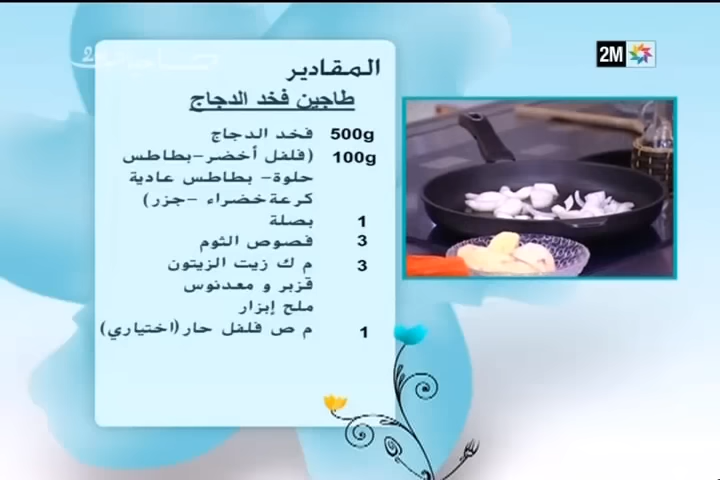 2M
المقادير
طاجين فخد الدجاج
500g فخد الدجاج
100g (فلفل أخضر-بطاطس
حلوة- بطاطس عادية
كرعة خضراء -جزر)
1 بصلة
3 فصوص الثوم
3 م ك زيت الزيتون
قزبر و معدنوس
ملح إبزار
1 م ص فلفل حار(اختياري)